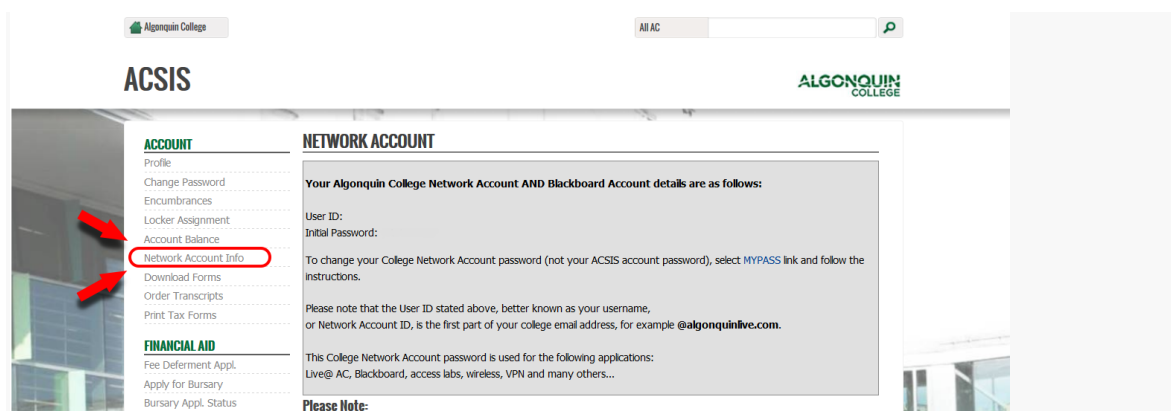 Algonquin College
All AC
ACSIS
ALGONQUIN
COLLEGE
ACCOUNT
Profile
Change Password
Encumbrances
Locker Assignment
Account Balance
Network Account Info
Download Forms
Order Transcripts
Print Tax Forms
FINANCIAL AID
Fee Deferment Appl.
Apply for Bursary
Bursary Appl. Status
NETWORK ACCOUNT
Your Algonquin College Network Account AND Blackboard Account details are as follows:
User ID:
Initial Password:
To change your College Network Account password (not your ACSIS account password), select MYPASS link and follow the
instructions.
Please note that the User ID stated above, better known as your username,
or Network Account ID, is the first part of your college email address, for example @algonquinlive.com.
This College Network Account password is used for the following applications:
Live@ AC, Blackboard, access labs, wireless, VPN and many others...
Please Note: